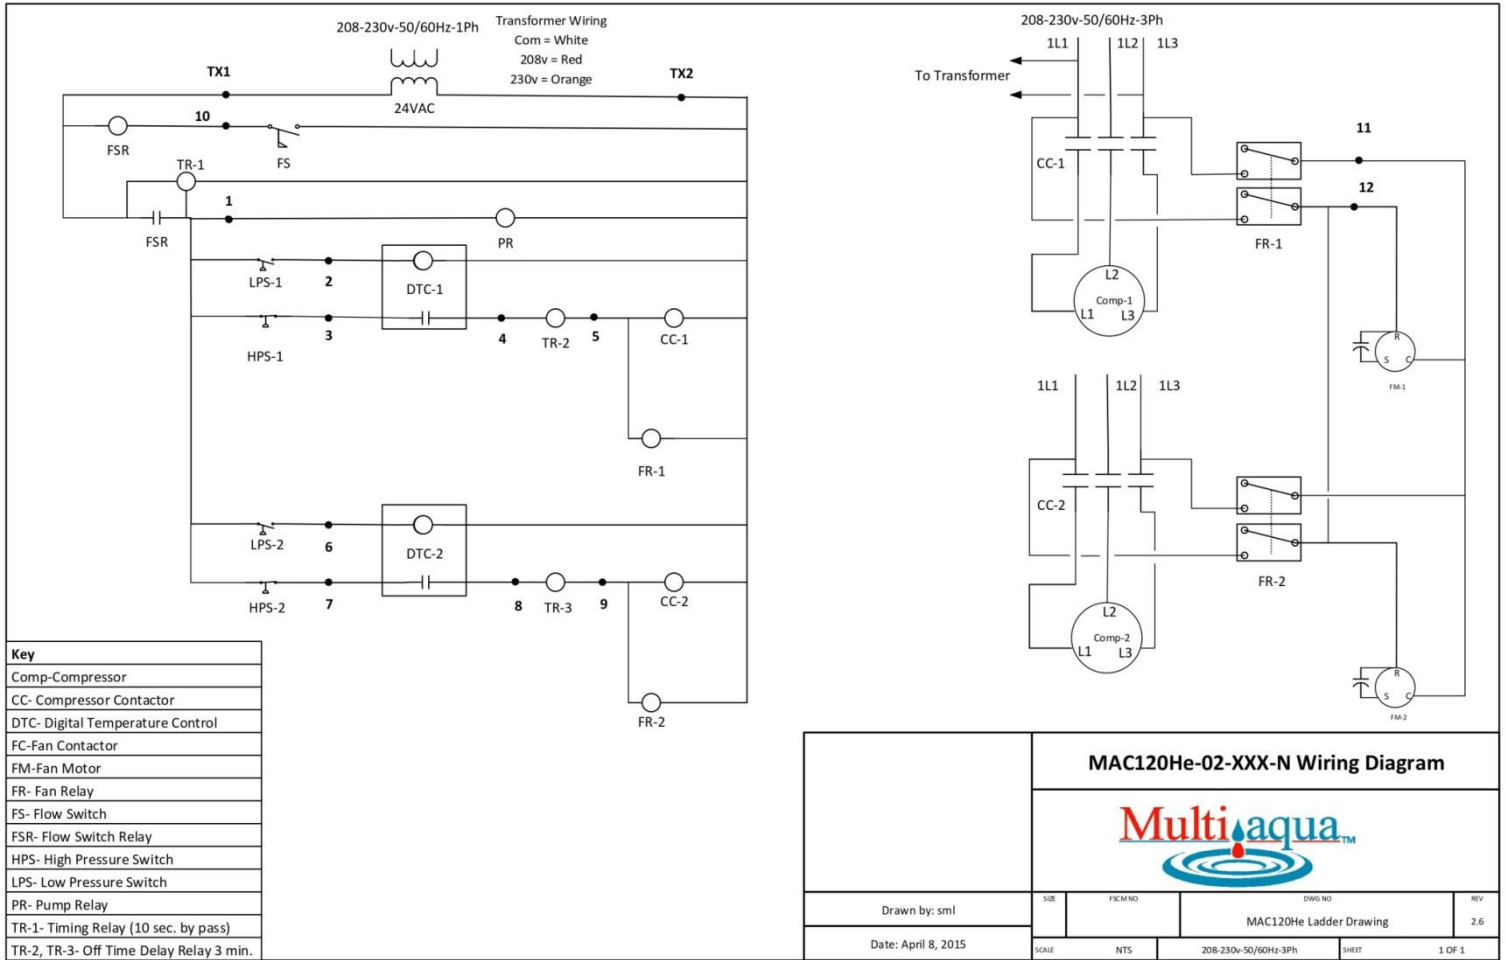 208-230v-50/60Hz-1Ph
Transformer Wiring
Com = White
208v = Red
230v = Orange
TX1
TX2
24VAC
10
FSR
FS
TR-1
1
FSR
PR
LPS-1
2
DTC-1
HPS-1
3
4
TR-2
5
CC-1
FR-1
LPS-2
6
DTC-2
HPS-2
7
8
TR-3
9
CC-2
FR-2
208-230v-50/60Hz-3Ph
1L1
1L2
1L3
To Transformer
CC-1
11
12
FR-1
L2
Comp-1
L1
L3
R
S
C
FM-1
1L1
1L2
1L3
CC-2
FR-2
L2
Comp-2
L1
L3
R
S
C
FM-2
Key
Comp-Compressor
CC- Compressor Contactor
DTC- Digital Temperature Control
FC-Fan Contactor
FM-Fan Motor
FR- Fan Relay
FS- Flow Switch
FSR- Flow Switch Relay
HPS- High Pressure Switch
LPS- Low Pressure Switch
PR- Pump Relay
TR-1- Timing Relay (10 sec. by pass)
TR-2, TR-3- Off Time Delay Relay 3 min.
MAC120He-02-XXX-N Wiring Diagram
Multiaqua™
Drawn by: sml
Date: April 8, 2015
SIZE
FSCM NO
DWG NO
REV
MAC120He Ladder Drawing
2.6
SCALE
NTS
208-230v-50/60Hz-3Ph
SHEET
1 OF 1